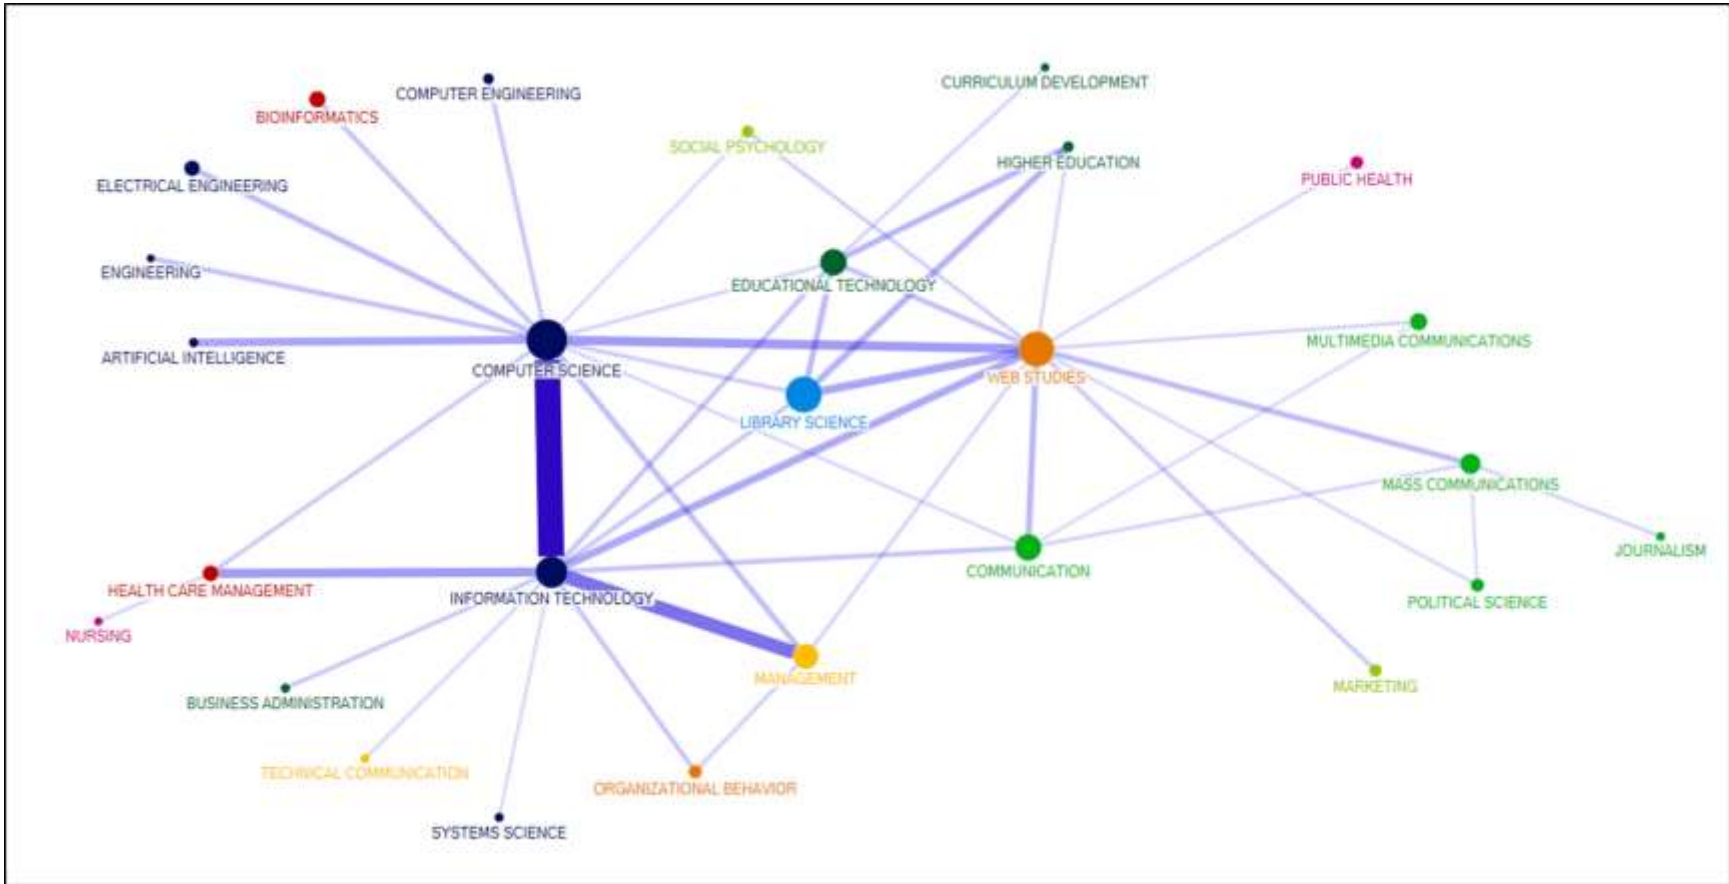 CURRICULUM DEVELOPMENT
COMPUTER ENGINEERING
BIOINFORMATICS
SOCIAL PSYCHOLOGY
HIGHER EDUCATION
PUBLIC HEALTH
ELECTRICAL ENGINEERING
ENGINEERING
EDUCATIONAL TECHNOLOGY
MULTIMEDIA COMMUNICATIONS
ARTIFICIAL INTELLIGENCE
COMPUTER SCIENCE
WEB STUDIES
LIBRARY SCIENCE
MASS COMMUNICATIONS
JOURNALISM
COMMUNICATION
HEALTH CARE MANAGEMENT
INFORMATION TECHNOLOGY
POLITICAL SCIENCE
NURSING
MANAGEMENT
MARKETING
BUSINESS ADMINISTRATION
TECHNICAL COMMUNICATION
ORGANIZATIONAL BEHAVIOR
SYSTEMS SCIENCE